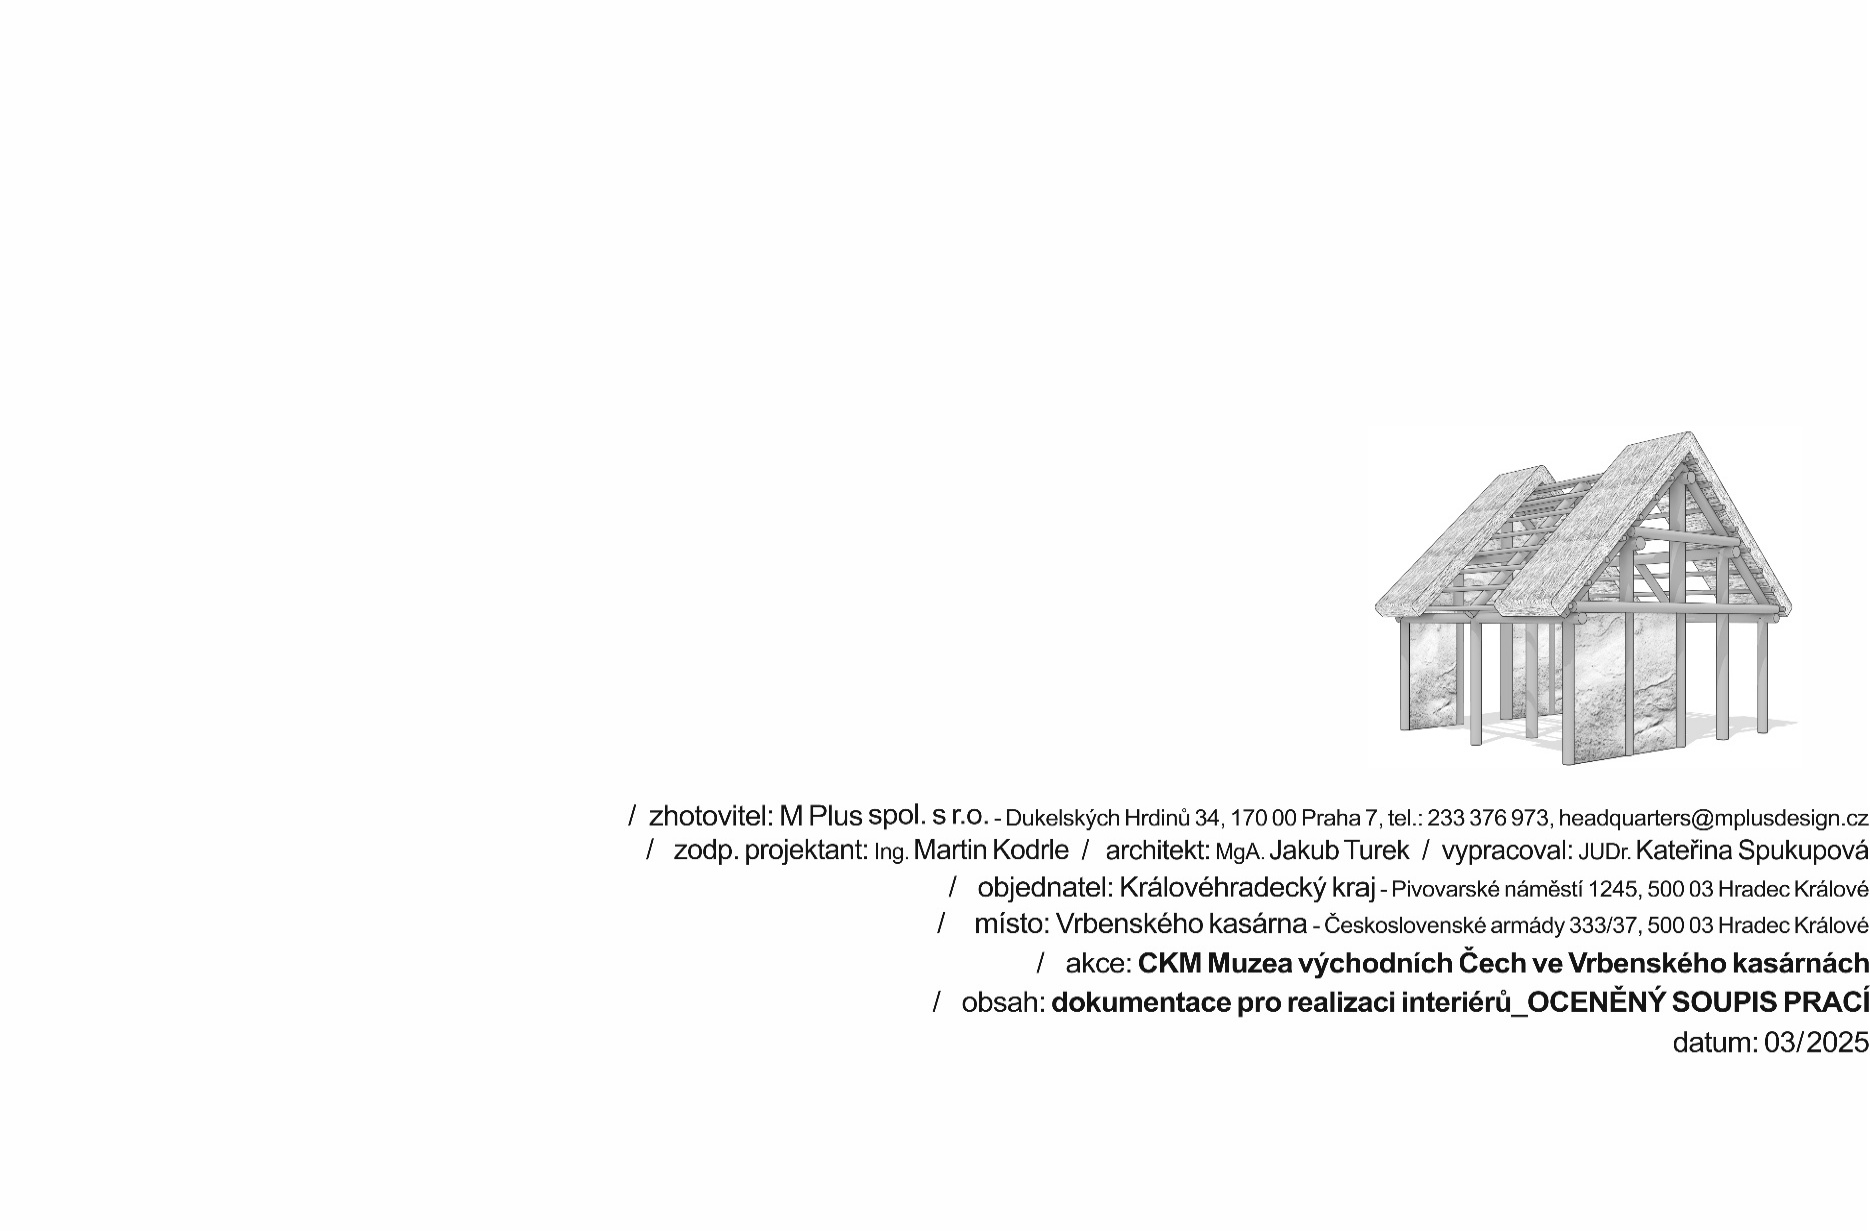 / zhotovitel: M Plus spol. s r.o. - Dukelských Hrdinů 34, 170 00 Praha 7, tel.: 233 376 973, headquarters@mplusdesign.cz
/ zodp. projektant: Ing. Martin Kodrle / architekt: MgA. Jakub Turek / vypracoval: JUDr. Kateřina Spukupová
/ objednatel: Královéhradecký kraj - Pivovarské náměstí 1245, 500 03 Hradec Králové
/ místo: Vrbenského kasárna - Československé armády 333/37, 500 03 Hradec Králové
/ akce: CKM Muzea východních Čech ve Vrbenského kasárnách
/ obsah: dokumentace pro realizaci interiérů_OCENĚNÝ SOUPIS PRACÍ
datum: 03/2025